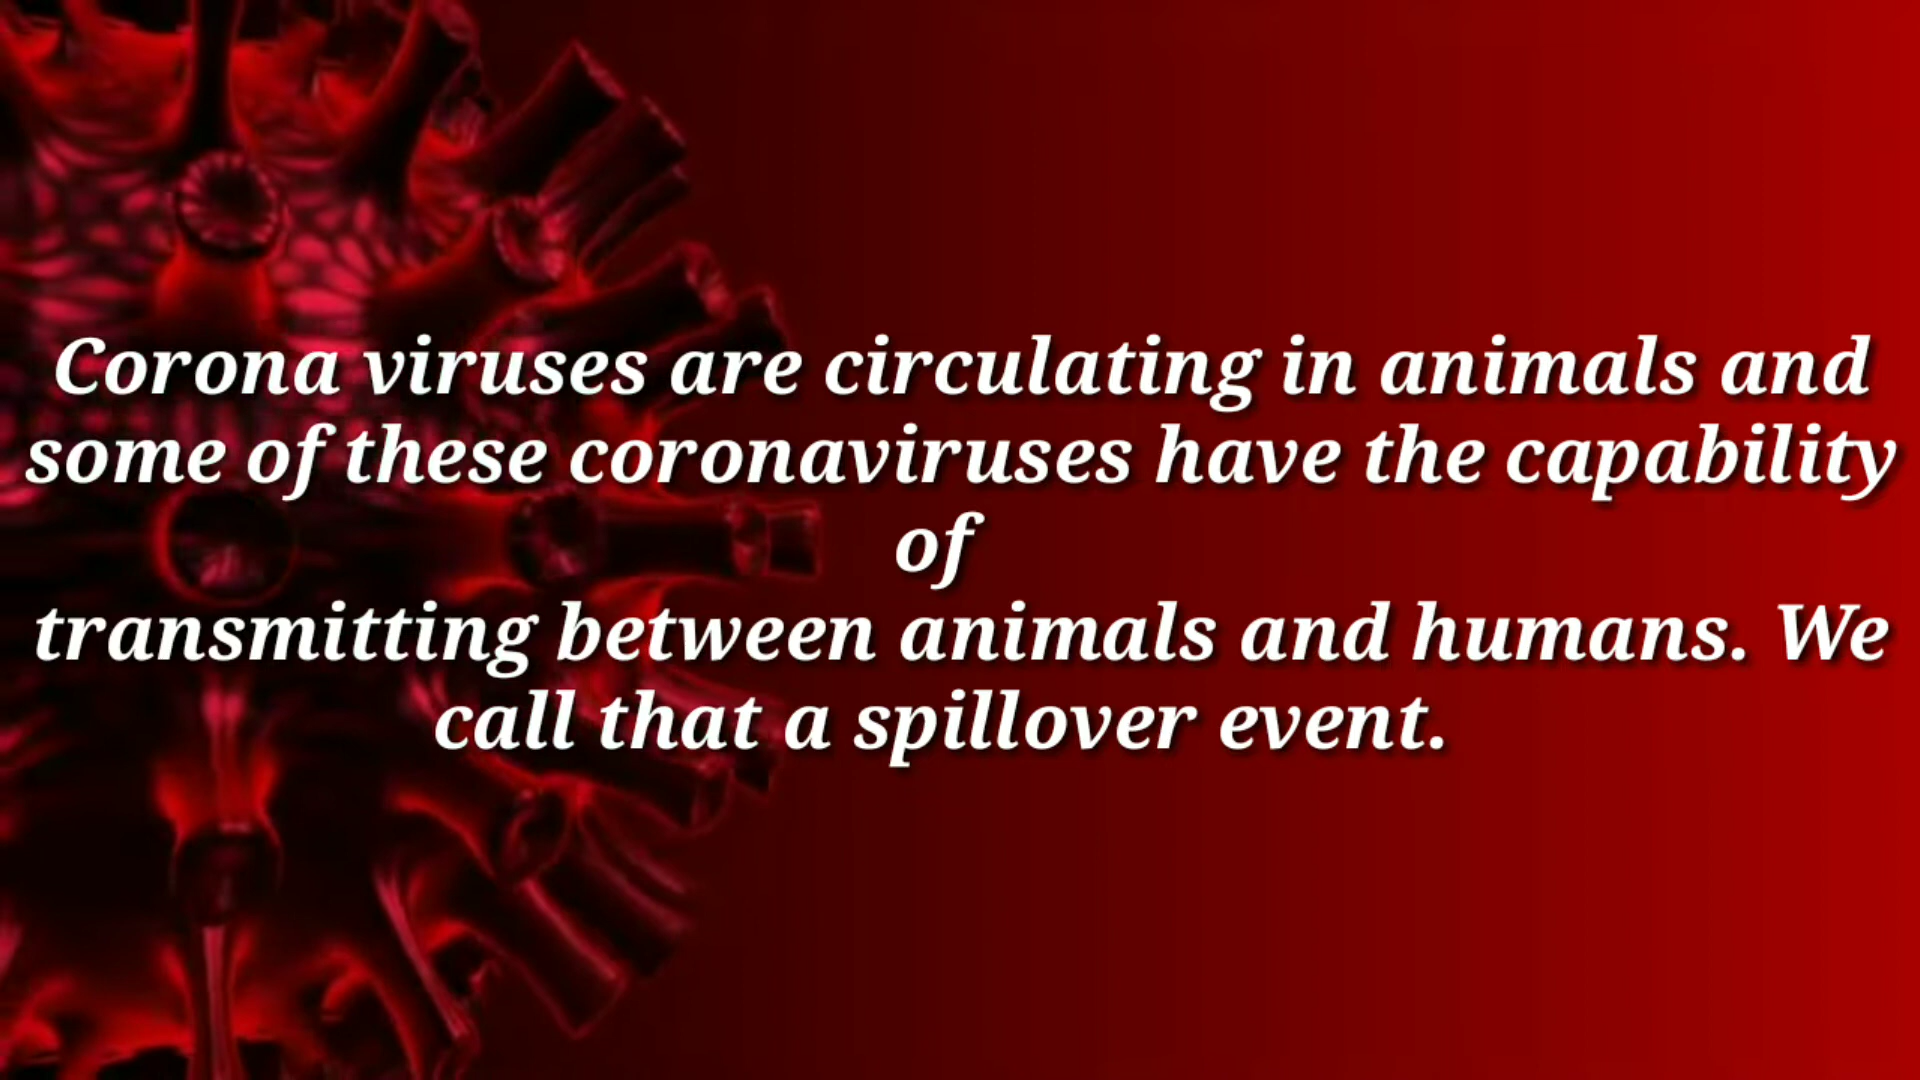 Corona viruses are circulating in animals and
some of these coronaviruses have the capability
of
transmitting between animals and humans. We
call that a spillover event.